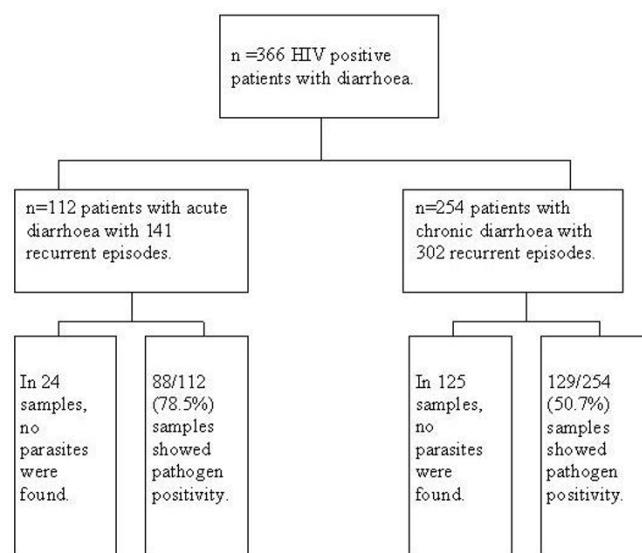 n =366 HIV positive
patients with diarrhoea.
n=112 patients with acute
diarrhoea with 141
recurrent episodes.
n=254 patients with
chronic diarrhoea with
302 recurrent episodes.
In 24
samples,
no
parasites
were
found.
88/112
(78.5%)
samples
showed
pathogen
positivity.
In 125
samples,
no
parasites
were
found.
129/254
(50.7%)
samples
showed
pathogen
positivity.